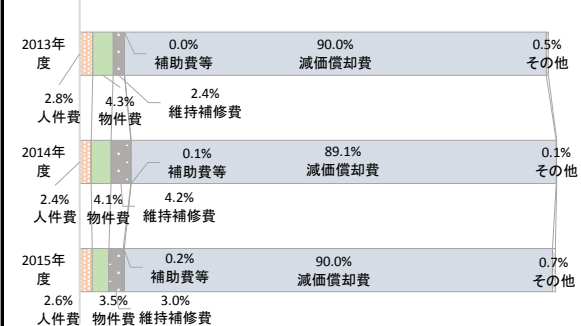 2013年
度
0.0%
補助費等
90.0%
減価償却費
0.5%
その他
2.8%
人件費
4.3%
物件費
2.4%
維持補修費
2014年
度
0.1%
補助費等
89.1%
減価償却費
0.1%
その他
2.4%
人件費
4.1%
物件費
4.2%
維持補修費
2015年
度
0.2%
補助費等
90.0%
減価償却費
0.7%
その他
2.6%
人件費
3.5%
物件費
3.0%
維持補修費